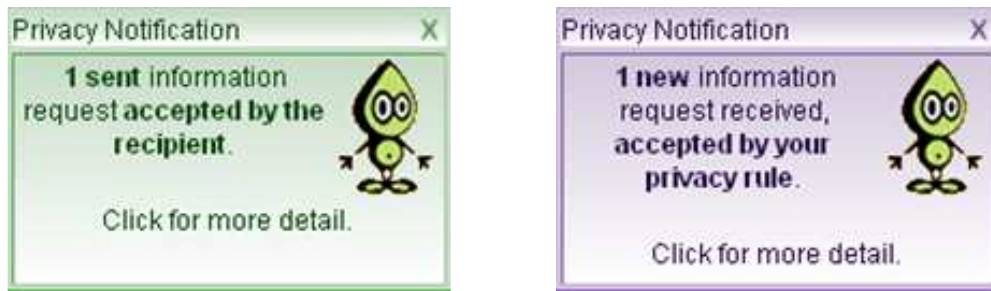 Privacy Notification X
1 sent information
request accepted by the
recipient.
Click for more detail.
Privacy Notification X
1 new information
request received,
accepted by your
privacy rule.
Click for more detail.